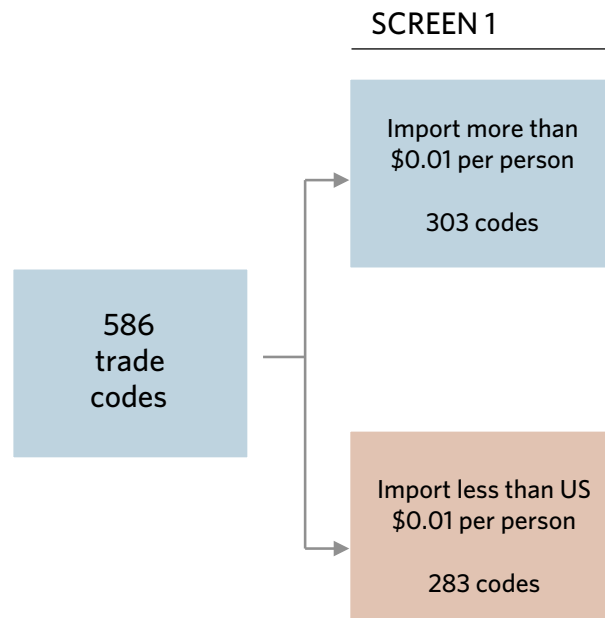 SCREEN 1
Import more than
$0.01 per person
303 codes
586
trade
codes
Import less than US
$0.01 per person
283 codes